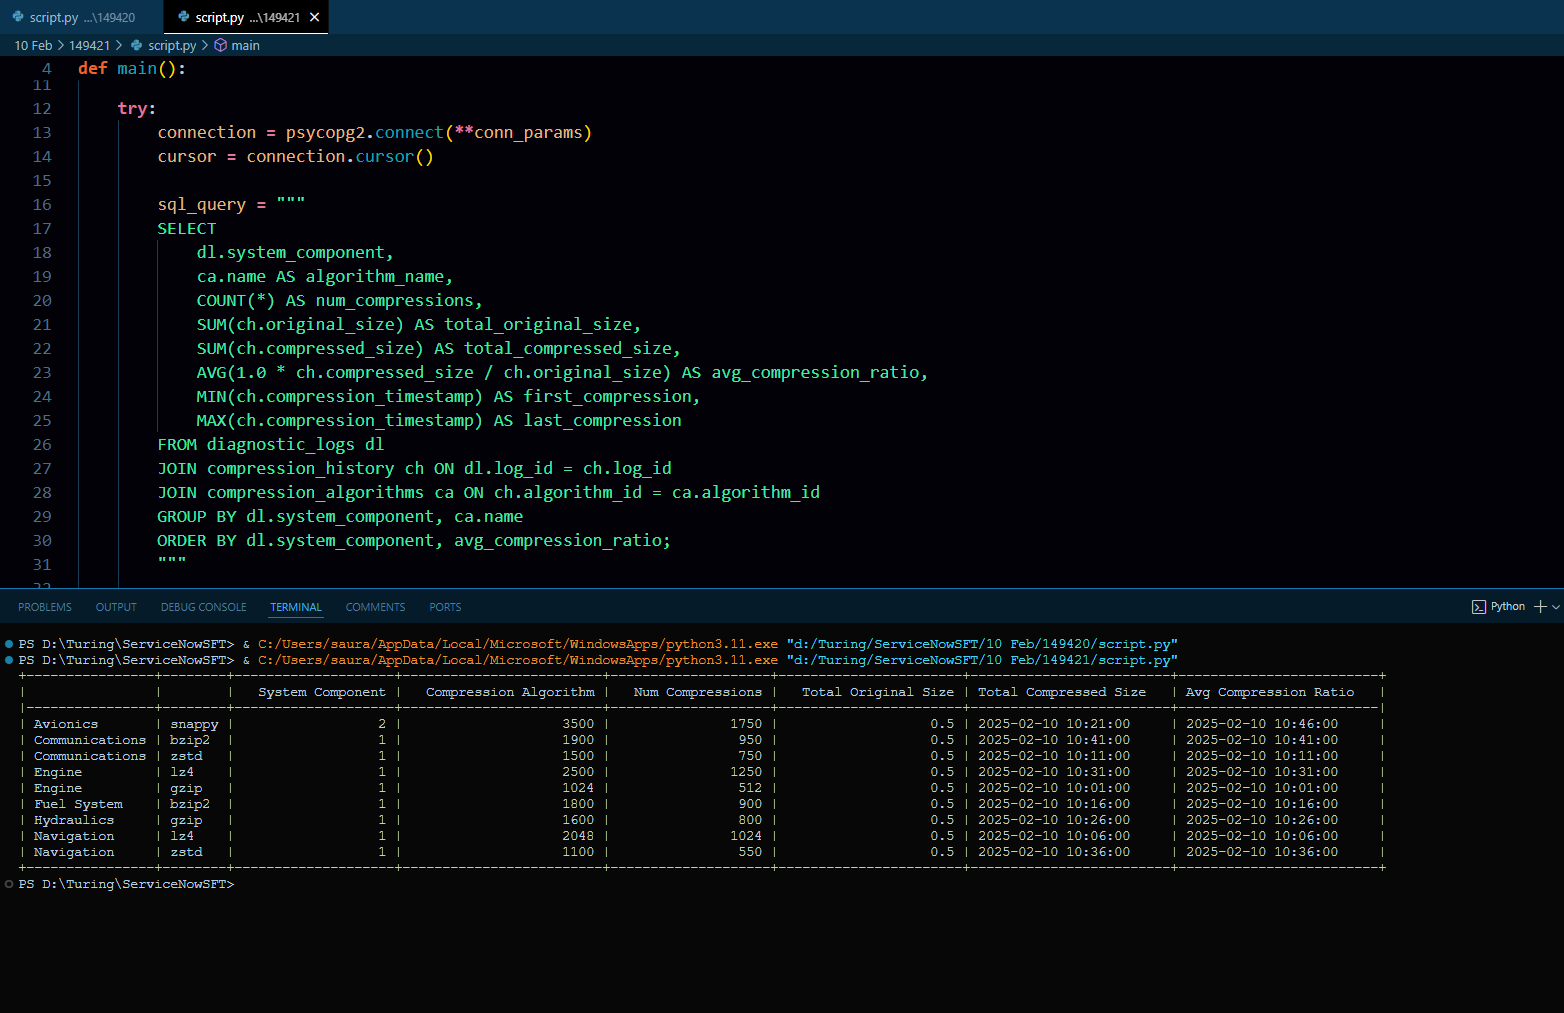 script.py ...\149420 script.py ...\149421
10 Feb > 149421 > script.py > main
4 def main():
11
12 try:
13 connection = psycopg2.connect(**conn_params)
14 cursor = connection.cursor()
15
16 sql_query = """
17 SELECT
18 dl.system_component,
19 ca.name AS algorithm_name,
20 COUNT(*) AS num_compressions,
21 SUM(ch.original_size) AS total_original_size,
22 SUM(ch.compressed_size) AS total_compressed_size,
23 AVG(1.0 * ch.compressed_size / ch.original_size) AS avg_compression_ratio,
24 MIN(ch.compression_timestamp) AS first_compression,
25 MAX(ch.compression_timestamp) AS last_compression
26 FROM diagnostic_logs dl
27 JOIN compression_history ch ON dl.log_id = ch.log_id
28 JOIN compression_algorithms ca ON ch.algorithm_id = ca.algorithm_id
29 GROUP BY dl.system_component, ca.name
30 ORDER BY dl.system_component, avg_compression_ratio;
31 """
PROBLEMS OUTPUT DEBUG CONSOLE TERMINAL COMMENTS PORTS Python
PS D:\Turing\ServiceNowSFT> & C:/Users/saura/AppData/Local/Microsoft/WindowsApps/python3.11.exe "d:/Turing/ServiceNowSFT/10 Feb/149420/script.py"
PS D:\Turing\ServiceNowSFT> & C:/Users/saura/AppData/Local/Microsoft/WindowsApps/python3.11.exe "d:/Turing/ServiceNowSFT/10 Feb/149421/script.py"
+----------------+--------+--------------------+-------------------------+--------------------+-----------------------+-------------------------+-------------------------+
| | | System Component | Compression Algorithm | Num Compressions | Total Original Size | Total Compressed Size | Avg Compression Ratio |
|----------------+--------+--------------------+-------------------------+--------------------+-----------------------+-------------------------+-------------------------|
| Avionics | snappy | 2 | 3500 | 1750 | 0.5 | 2025-02-10 10:21:00 | 2025-02-10 10:46:00 |
| Communications | bzip2 | 1 | 1900 | 950 | 0.5 | 2025-02-10 10:41:00 | 2025-02-10 10:41:00 |
| Communications | zstd | 1 | 1500 | 750 | 0.5 | 2025-02-10 10:11:00 | 2025-02-10 10:11:00 |
| Engine | lz4 | 1 | 2500 | 1250 | 0.5 | 2025-02-10 10:31:00 | 2025-02-10 10:31:00 |
| Engine | gzip | 1 | 1024 | 512 | 0.5 | 2025-02-10 10:01:00 | 2025-02-10 10:01:00 |
| Fuel System | bzip2 | 1 | 1800 | 900 | 0.5 | 2025-02-10 10:16:00 | 2025-02-10 10:16:00 |
| Hydraulics | gzip | 1 | 1600 | 800 | 0.5 | 2025-02-10 10:26:00 | 2025-02-10 10:26:00 |
| Navigation | lz4 | 1 | 2048 | 1024 | 0.5 | 2025-02-10 10:06:00 | 2025-02-10 10:06:00 |
| Navigation | zstd | 1 | 1100 | 550 | 0.5 | 2025-02-10 10:36:00 | 2025-02-10 10:36:00 |
+----------------+--------+--------------------+-------------------------+--------------------+-----------------------+-------------------------+-------------------------+
PS D:\Turing\ServiceNowSFT>